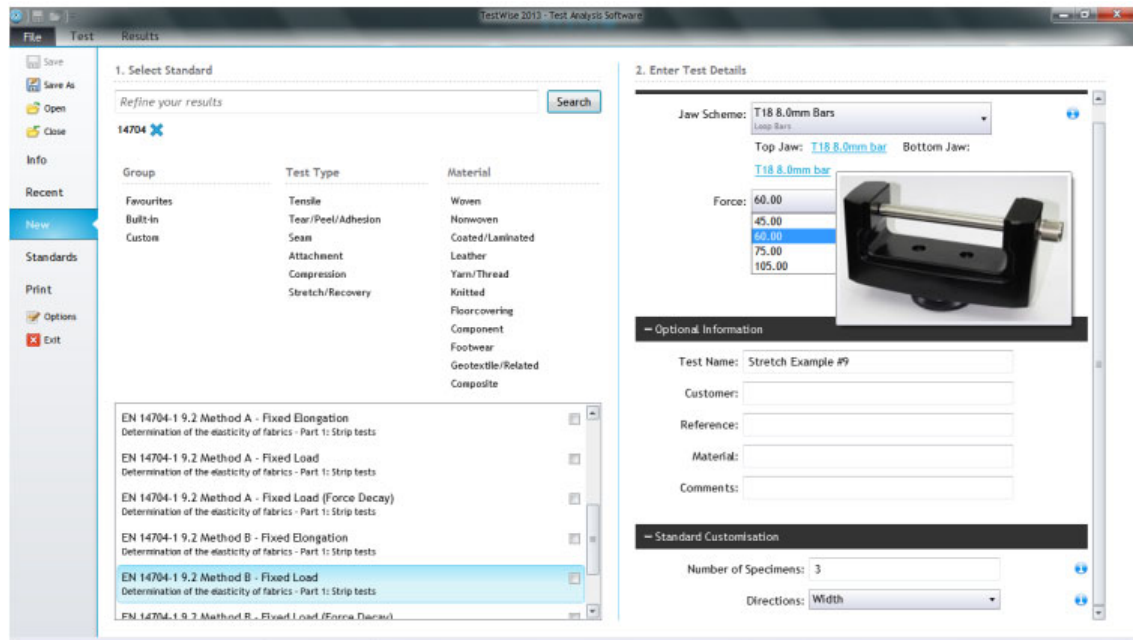 TestWise 2013 - Test Analysis Software
File Test Results
Save
Save As
Open
Close
Info
Recent
New
Standards
Print
Options
Exit
1. Select Standard
Refine your results
Search
14704
Group
Favourites
Built-in
Custom
Test Type
Tensile
Tear/Peel/Adhesion
Seam
Attachment
Compression
Stretch/Recovery
Material
Woven
Nonwoven
Coated/Laminated
Leather
Yarn/Thread
Knitted
Floorcovering
Component
Footwear
Geotextile/Related
Composite
EN 14704-1 9.2 Method A - Fixed Elongation
Determination of the elasticity of fabrics - Part 1: Strip tests
EN 14704-1 9.2 Method A - Fixed Load
Determination of the elasticity of fabrics - Part 1: Strip tests
EN 14704-1 9.2 Method A - Fixed Load (Force Decay)
Determination of the elasticity of fabrics - Part 1: Strip tests
EN 14704-1 9.2 Method B - Fixed Elongation
Determination of the elasticity of fabrics - Part 1: Strip tests
EN 14704-1 9.2 Method B - Fixed Load
Determination of the elasticity of fabrics - Part 1: Strip tests
EN 14704-1 9.2 Method B - Fixed Load (Force Decay)
2. Enter Test Details
Jaw Scheme: T18 8.0mm Bars
Loop Bars
Top Jaw: T18 8.0mm bar Bottom Jaw:
T18 8.0mm bar
Force: 60.00
45.00
60.00
75.00
105.00
Optional Information
Test Name: Stretch Example #9
Customer:
Reference:
Material:
Comments:
Standard Customisation
Number of Specimens: 3
Directions: Width